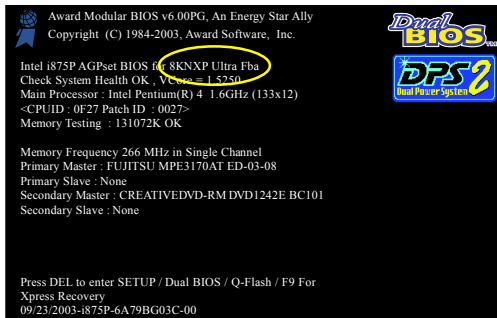 Award Modular BIOS v6.00PG, An Energy Star Ally
Copyright (C) 1984-2003, Award Software, Inc.
Dual
BIOS
DPS2
Dual Power System
Intel i875P AGPset BIOS for 8KNXP Ultra Fba
Check System Health OK , VCore = 1.5250
Main Processor : Intel Pentium(R) 4 1.6GHz (133x12)
<CPUID : 0F27 Patch ID : 0027>
Memory Testing : 131072K OK
Memory Frequency 266 MHz in Single Channel
Primary Master : FUJITSU MPE3170AT ED-03-08
Primary Slave : None
Secondary Master : CREATIVEDVD-RM DVD1242E BC101
Secondary Slave : None
Press DEL to enter SETUP / Dual BIOS / Q-Flash / F9 For
Xpress Recovery
09/23/2003-i875P-6A79BG03C-00